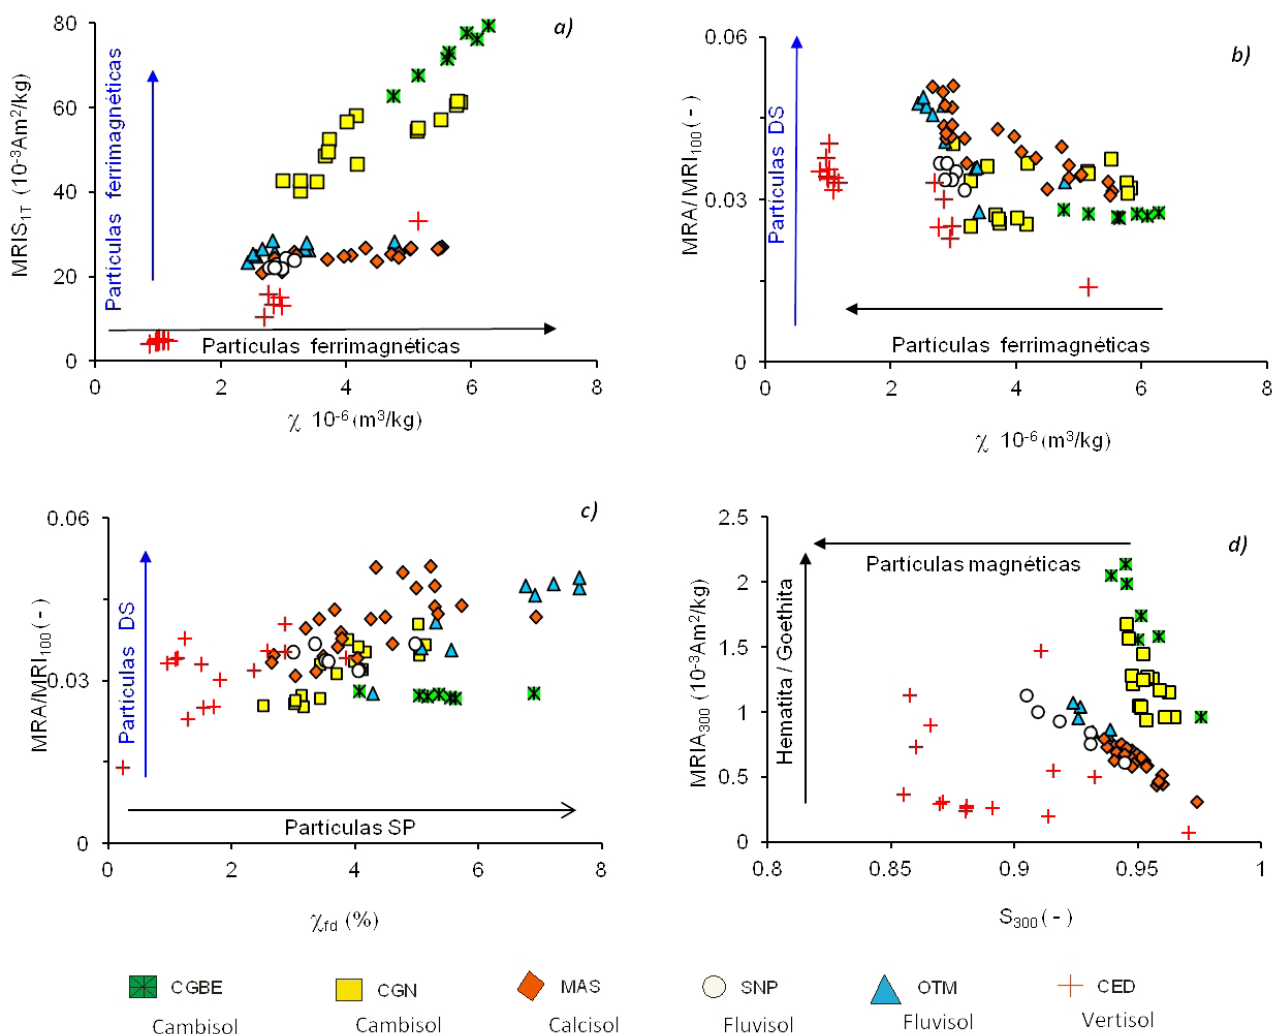 a)
MRIS1T (10-3Am2/kg)
Partículas ferrimagnéticas
80
60
40
20
0
Partículas ferrimagnéticas
0 2 4 6 8
χ 10-6 (m3/kg)
b)
MRA/MRI100 (-)
Partículas DS
0.06
0.03
0
Partículas ferrimagnéticas
0 2 4 6 8
χ 10-6 (m3/kg)
c)
MRA/MRI100 (-)
Partículas DS
0.06
0.03
0
Partículas SP
0 2 4 6 8
χfd (%)
d)
MRIA300 (10-3Am2/kg)
Hematita / Goethita
2.5
2
1.5
1
0.5
0
Partículas magnéticas
0.8 0.85 0.9 0.95 1
S300 (-)
CGBE CGN MAS SNP OTM CED
Cambisol Cambisol Calcisol Fluvisol Fluvisol Vertisol